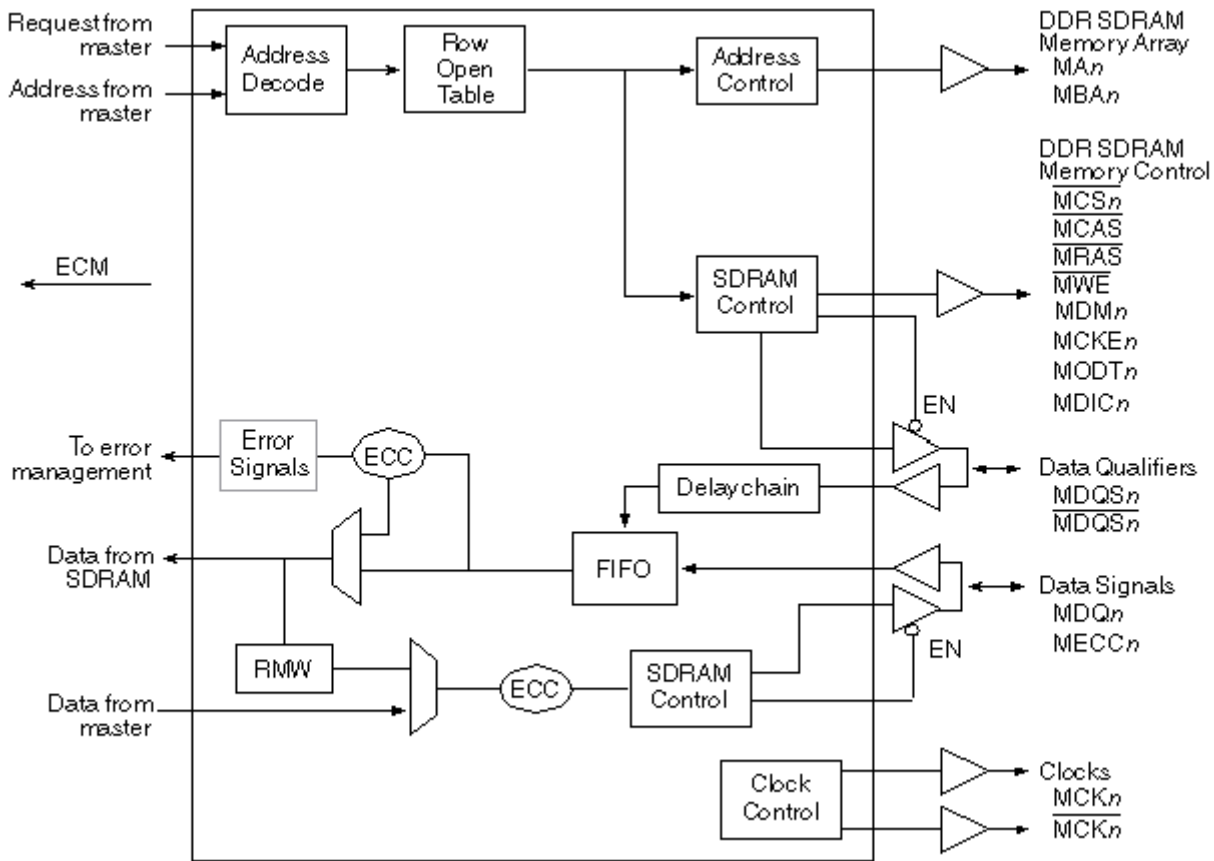 Request from
master
Address from
master
Address
Decode
Row
Open
Table
Address
Control
DDR SDRAM
Memory Array
MAn
MBAn
DDR SDRAM
Memory Control
MCSn
MCAS
MRAS
MWE
MDMn
MCKEn
MODTn
MDICn
ECM
SDRAM
Control
EN
To error
management
Error
Signals
ECC
Delay chain
Data Qualifiers
MDQSn
MDQSn
Data from
SDRAM
FIFO
Data Signals
MDQn
MECCn
EN
RMW
ECC
SDRAM
Control
Data from
master
Clock
Control
Clocks
MCKn
MCKn